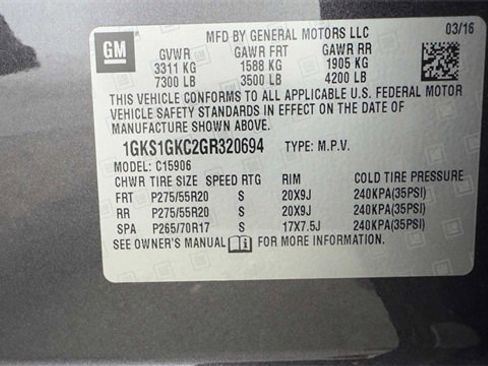 GM MFD BY GENERAL MOTORS LLC 03/16
GVWR GAWR FRT GAWR RR
3311 KG 1588 KG 1905 KG
7300 LB 3500 LB 4200 LB
THIS VEHICLE CONFORMS TO ALL APPLICABLE U.S. FEDERAL MOTOR
VEHICLE SAFETY STANDARDS IN EFFECT ON THE DATE OF
MANUFACTURE SHOWN ABOVE.
1GKS1GKC2GR320694 TYPE: M.P.V.
MODEL: C15906
CHWR TIRE SIZE SPEED RTG RIM COLD TIRE PRESSURE
FRT P275/55R20 S 20X9J 240KPA(35PSI)
RR P275/55R20 S 20X9J 240KPA(35PSI)
SPA P265/70R17 S 17X7.5J 240KPA(35PSI)
SEE OWNER'S MANUAL FOR MORE INFORMATION.